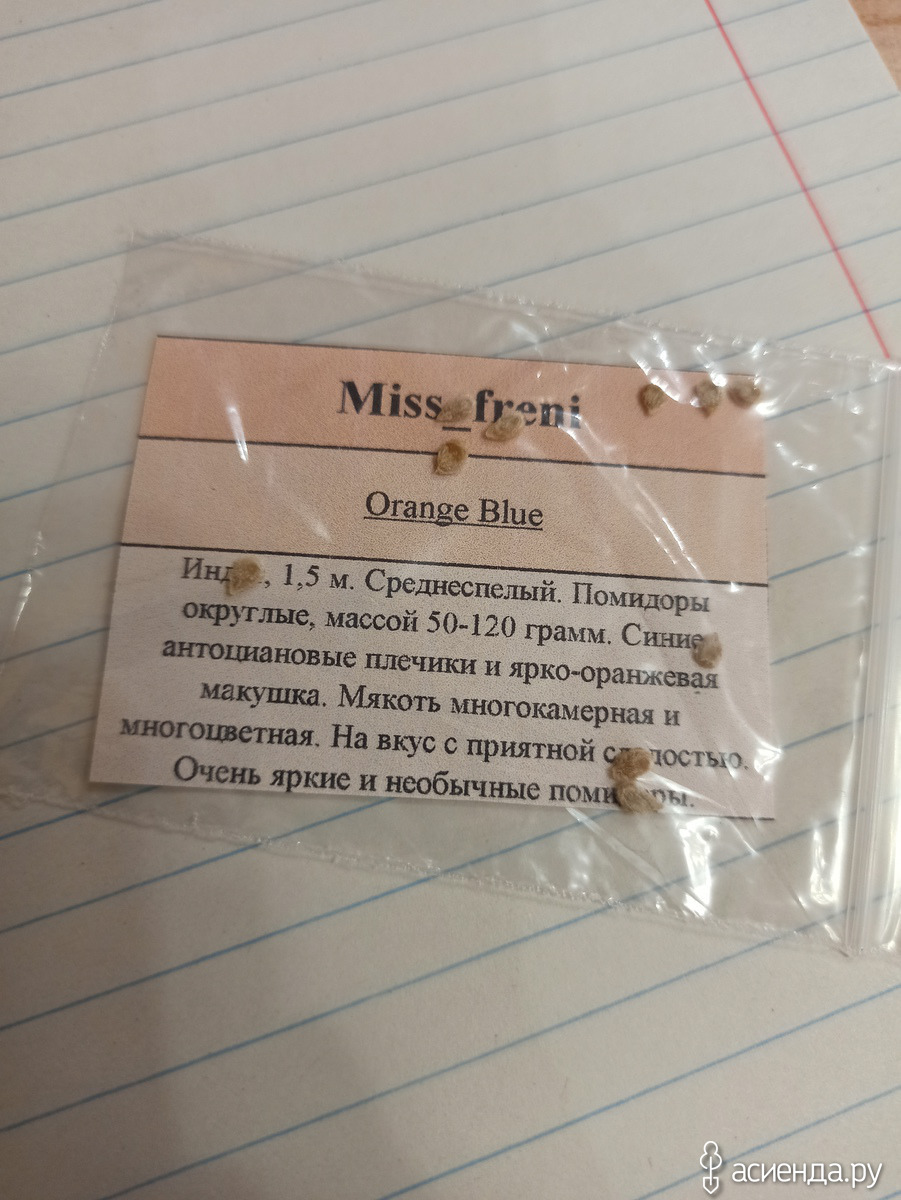 Miss_freni
Orange Blue
1,5 м. Среднеспелый. Помидоры
округлые, массой 50-120 грамм. Синие
антоциановые плечики и ярко-оранжевая
макушка. Мякоть многокамерная и
многоцветная. На вкус с приятной сладостью.
Очень яркие и необычные помидоры.
асиенда.ру